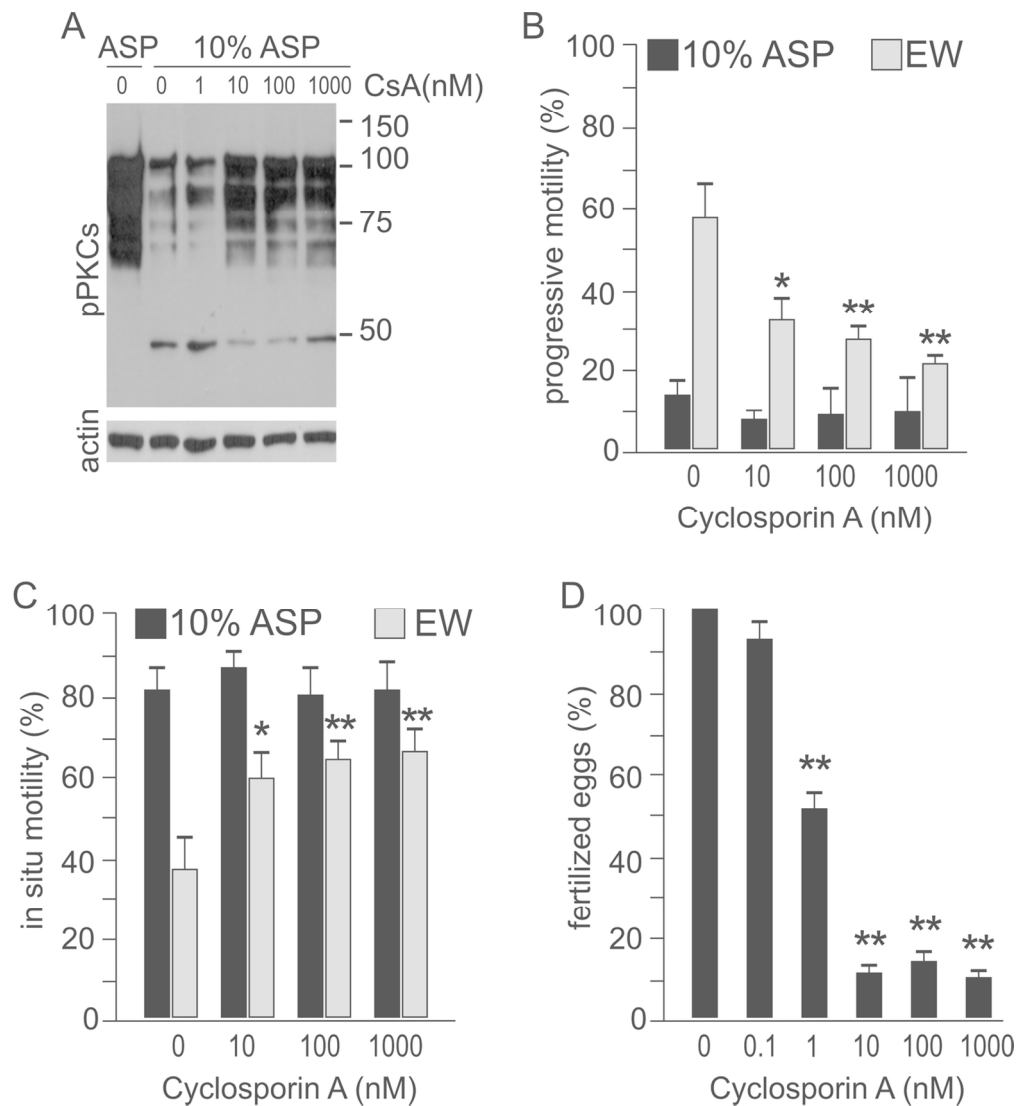 A
ASP 10% ASP
0 0 1 10 100 1000 CsA(nM)
150
100
75
50
pPKCs
actin
B
10% ASP EW
progressive motility (%)
100
80
60
40
20
0
*
**
**
0 10 100 1000
Cyclosporin A (nM)
C
10% ASP EW
in situ motility (%)
100
80
60
40
20
0
*
**
**
0 10 100 1000
Cyclosporin A (nM)
D
fertilized eggs (%)
100
80
60
40
20
0
**
**
**
**
0 0.1 1 10 100 1000
Cyclosporin A (nM)